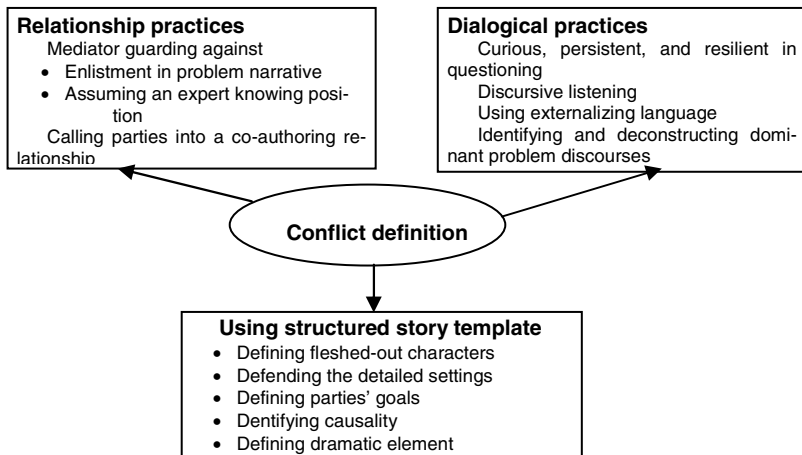 Relationship practices
Mediator guarding against
• Enlistment in problem narrative
• Assuming an expert knowing posi-
tion
Calling parties into a co-authoring re-
lationship
Dialogical practices
Curious, persistent, and resilient in
questioning
Discursive listening
Using externalizing language
Identifying and deconstructing domi-
nant problem discourses
Conflict definition
Using structured story template
• Defining fleshed-out characters
• Defending the detailed settings
• Defining parties' goals
• Dentifying causality
• Defining dramatic element